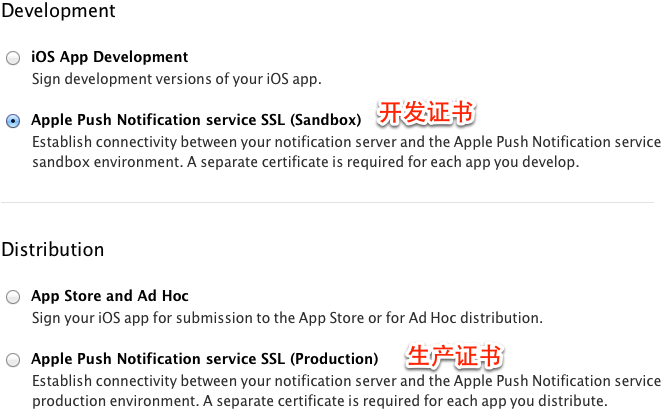 Development
iOS App Development
Sign development versions of your iOS app.
Apple Push Notification service SSL (Sandbox) 开发证书
Establish connectivity between your notification server and the Apple Push Notification service
sandbox environment. A separate certificate is required for each app you develop.
Distribution
App Store and Ad Hoc
Sign your iOS app for submission to the App Store or for Ad Hoc distribution.
Apple Push Notification service SSL (Production) 生产证书
Establish connectivity between your notification server and the Apple Push Notification service
production environment. A separate certificate is required for each app you distribute.